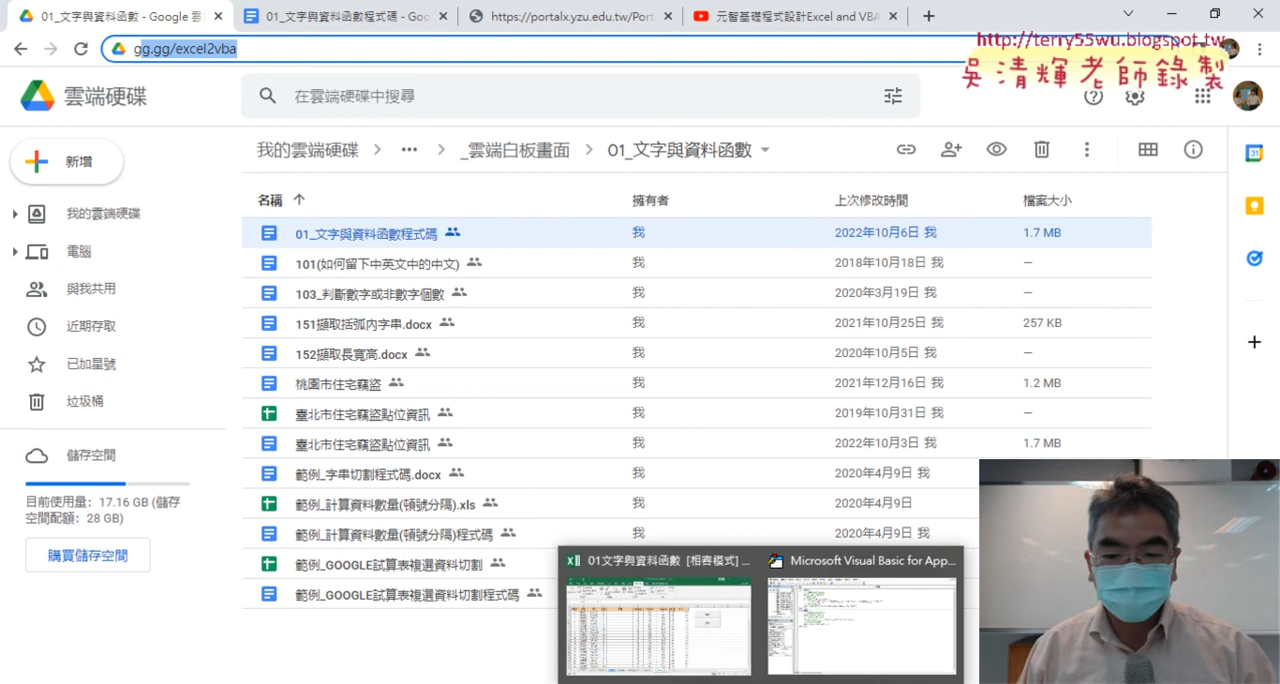 01_文字與資料函數 - Google 雲
01_文字與資料函數程式碼 - Goo
https://portalx.yzu.edu.tw/Port
元智基礎程式設計Excel and VBA
gg.gg/excel2vba
http://terry55wu.blogspot.tw
吳清輝老師錄製
雲端硬碟
在雲端硬碟中搜尋
新增
我的雲端硬碟
電腦
與我共用
近期存取
已加星號
垃圾桶
儲存空間
目前使用量：17.16 GB (儲存
空間配額：28 GB)
購買儲存空間
我的雲端硬碟 > ... > _雲端白板畫面 > 01_文字與資料函數
名稱 擁有者 上次修改時間 檔案大小
01_文字與資料函數程式碼 我 2022年10月6日 我 1.7 MB
101(如何留下中英文中的中文) 我 2018年10月18日 我 —
103_判斷數字或非數字個數 我 2020年3月19日 我 —
151擷取括弧內字串.docx 我 2021年10月25日 我 257 KB
152擷取長寬高.docx 我 2020年10月5日 我 —
桃園市住宅竊盜 我 2021年12月16日 我 1.2 MB
臺北市住宅竊盜點位資訊 我 2019年10月31日 我 —
臺北市住宅竊盜點位資訊 我 2022年10月3日 我 1.7 MB
範例_字串切割程式碼.docx 我 2020年4月9日 我
範例_計算資料數量(頓號分隔).xls 我 2020年4月9日
範例_計算資料數量(頓號分隔)程式碼 我 2020年4月9日 我
範例_GOOGLE試算表複選資料切割
範例_GOOGLE試算表複選資料切割程式碼
01文字與資料函數 [相容模式] ...
Microsoft Visual Basic for App...